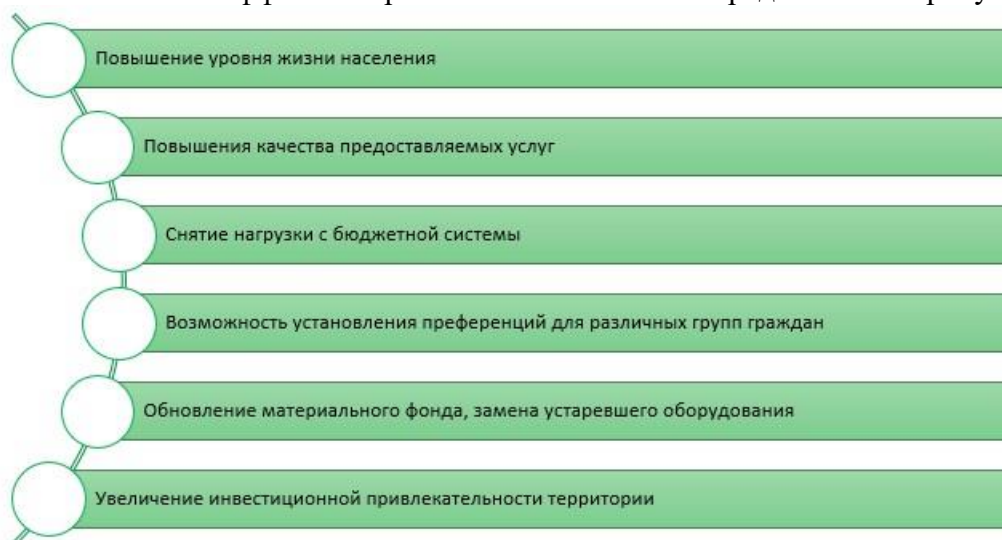 Повышение уровня жизни населения
Повышения качества предоставляемых услуг
Снятие нагрузки с бюджетной системы
Возможность установления преференций для различных групп граждан
Обновление материального фонда, замена устаревшего оборудования
Увеличение инвестиционной привлекательности территории